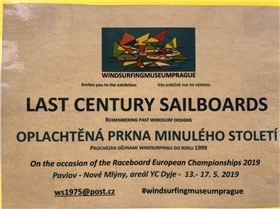 WINDSURFINGMUSEUMPRAGUE
Invites you to the exhibition Vás srdečně zve na výstavu
LAST CENTURY SAILBOARDS
REMEMBERING PAST WINDSURF DESIGNS
OPLACHTĚNÁ PRKNA MINULÉHO STOLETÍ
PROCHÁZKA DĚJINAMI WINDSURFINGU DO ROKU 1999
On the occasion of the Raceboard European Championships 2019
Pavlov - Nové Mlýny, areál YC Dyje - 13.- 17.5. 2019
ws1975@post.cz #windsurfingmuseumprague